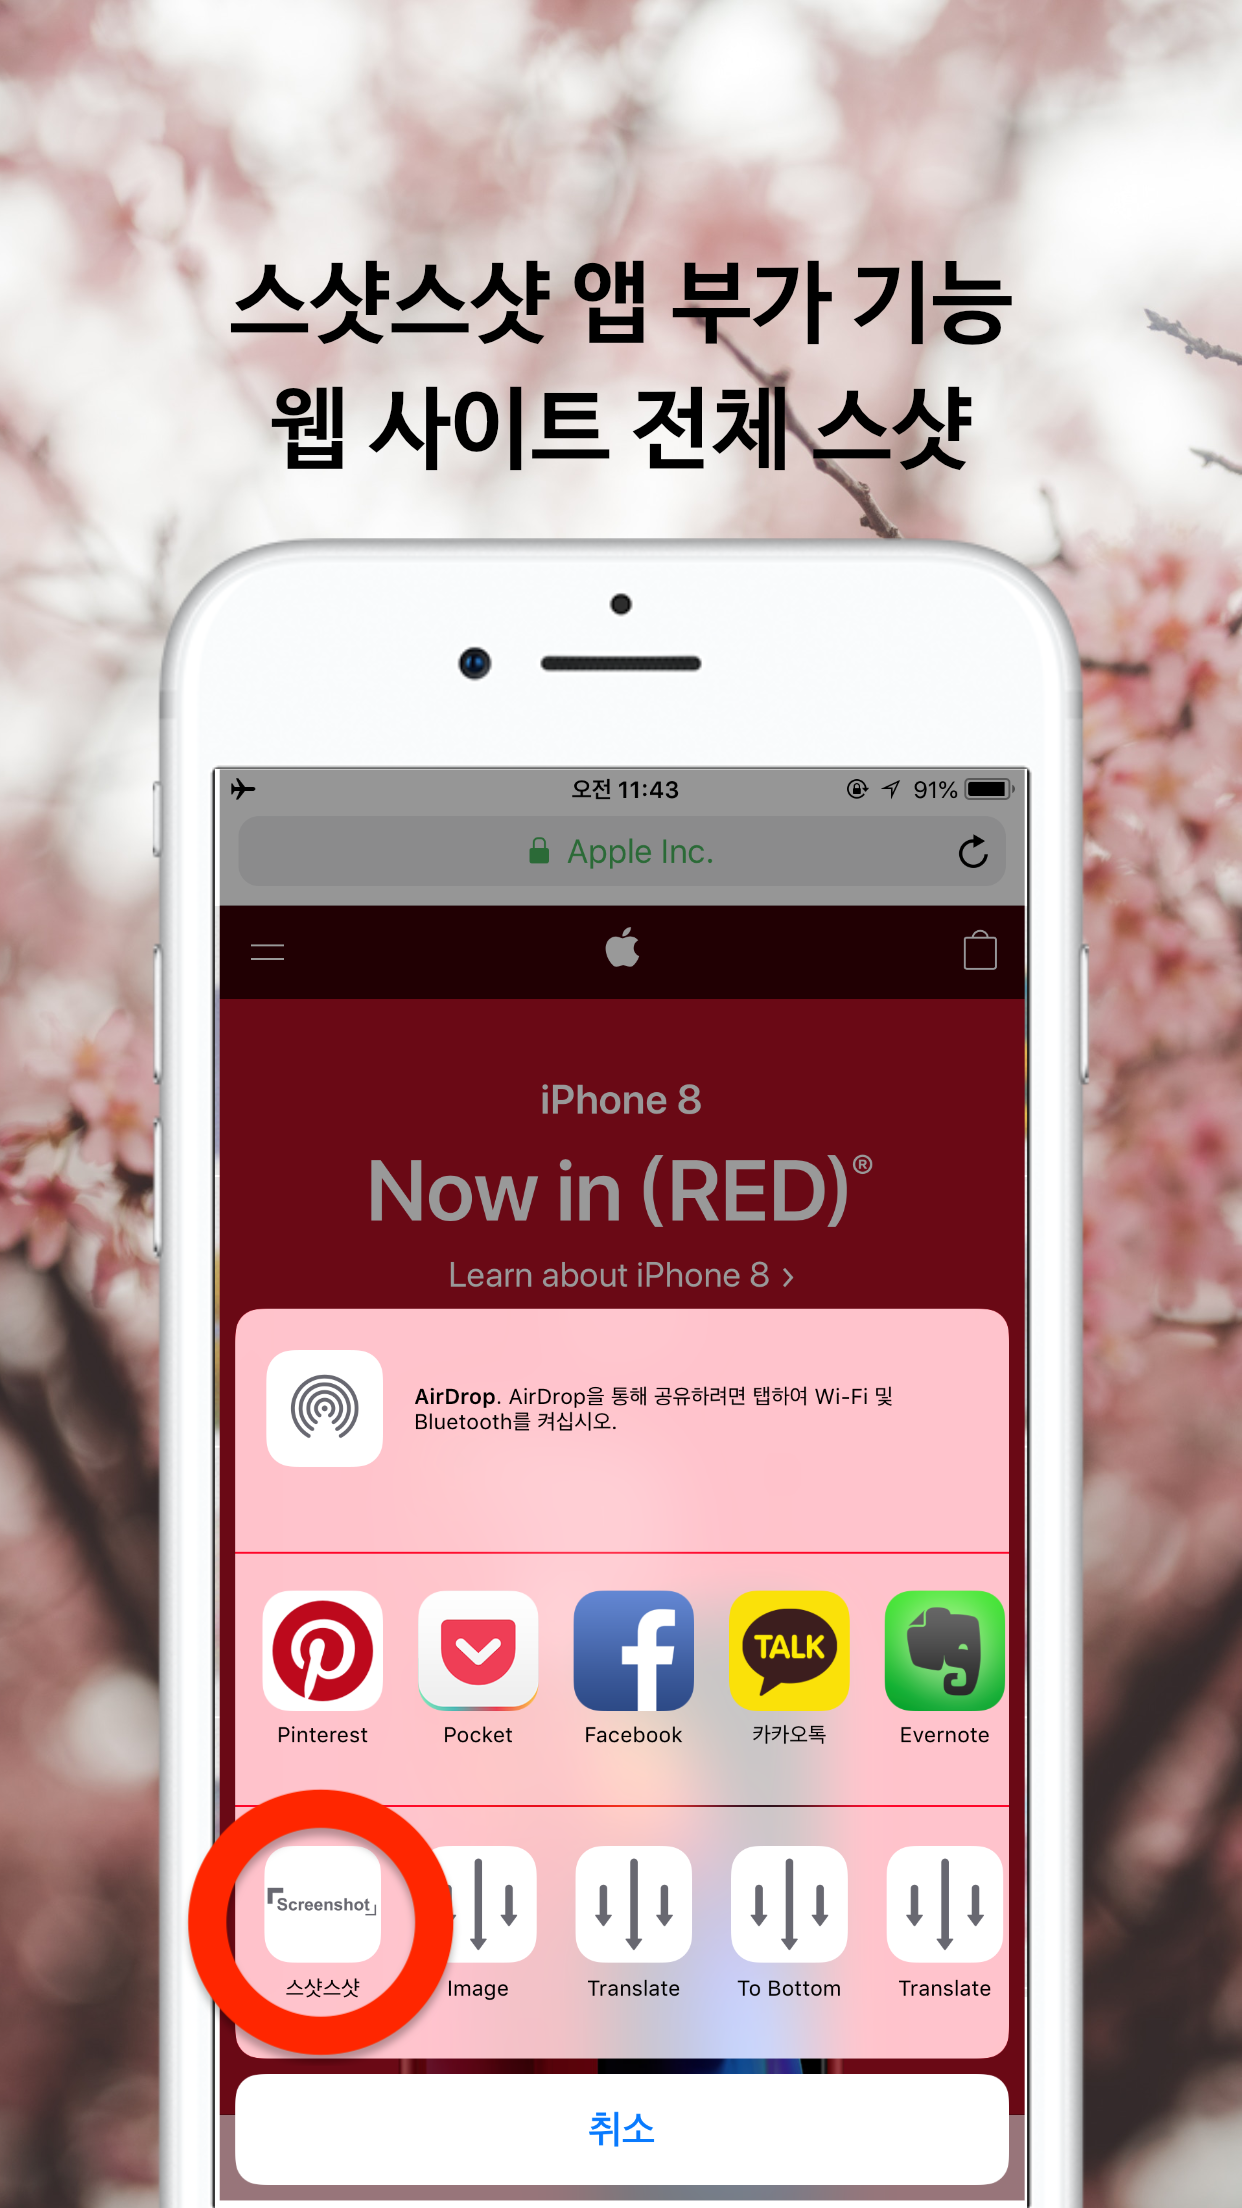 스샷스샷 앱 부가 기능
웹 사이트 전체 스샷
오전 11:43
91%
Apple Inc.
iPhone 8
Now in (RED)®
Learn about iPhone 8 >
AirDrop. AirDrop을 통해 공유하려면 탭하여 Wi-Fi 및
Bluetooth를 켜십시오.
TALK
Pinterest
Pocket
Facebook
카카오톡
Evernote
Screenshot
스샷스샷
Image
Translate
To Bottom
Translate
취소